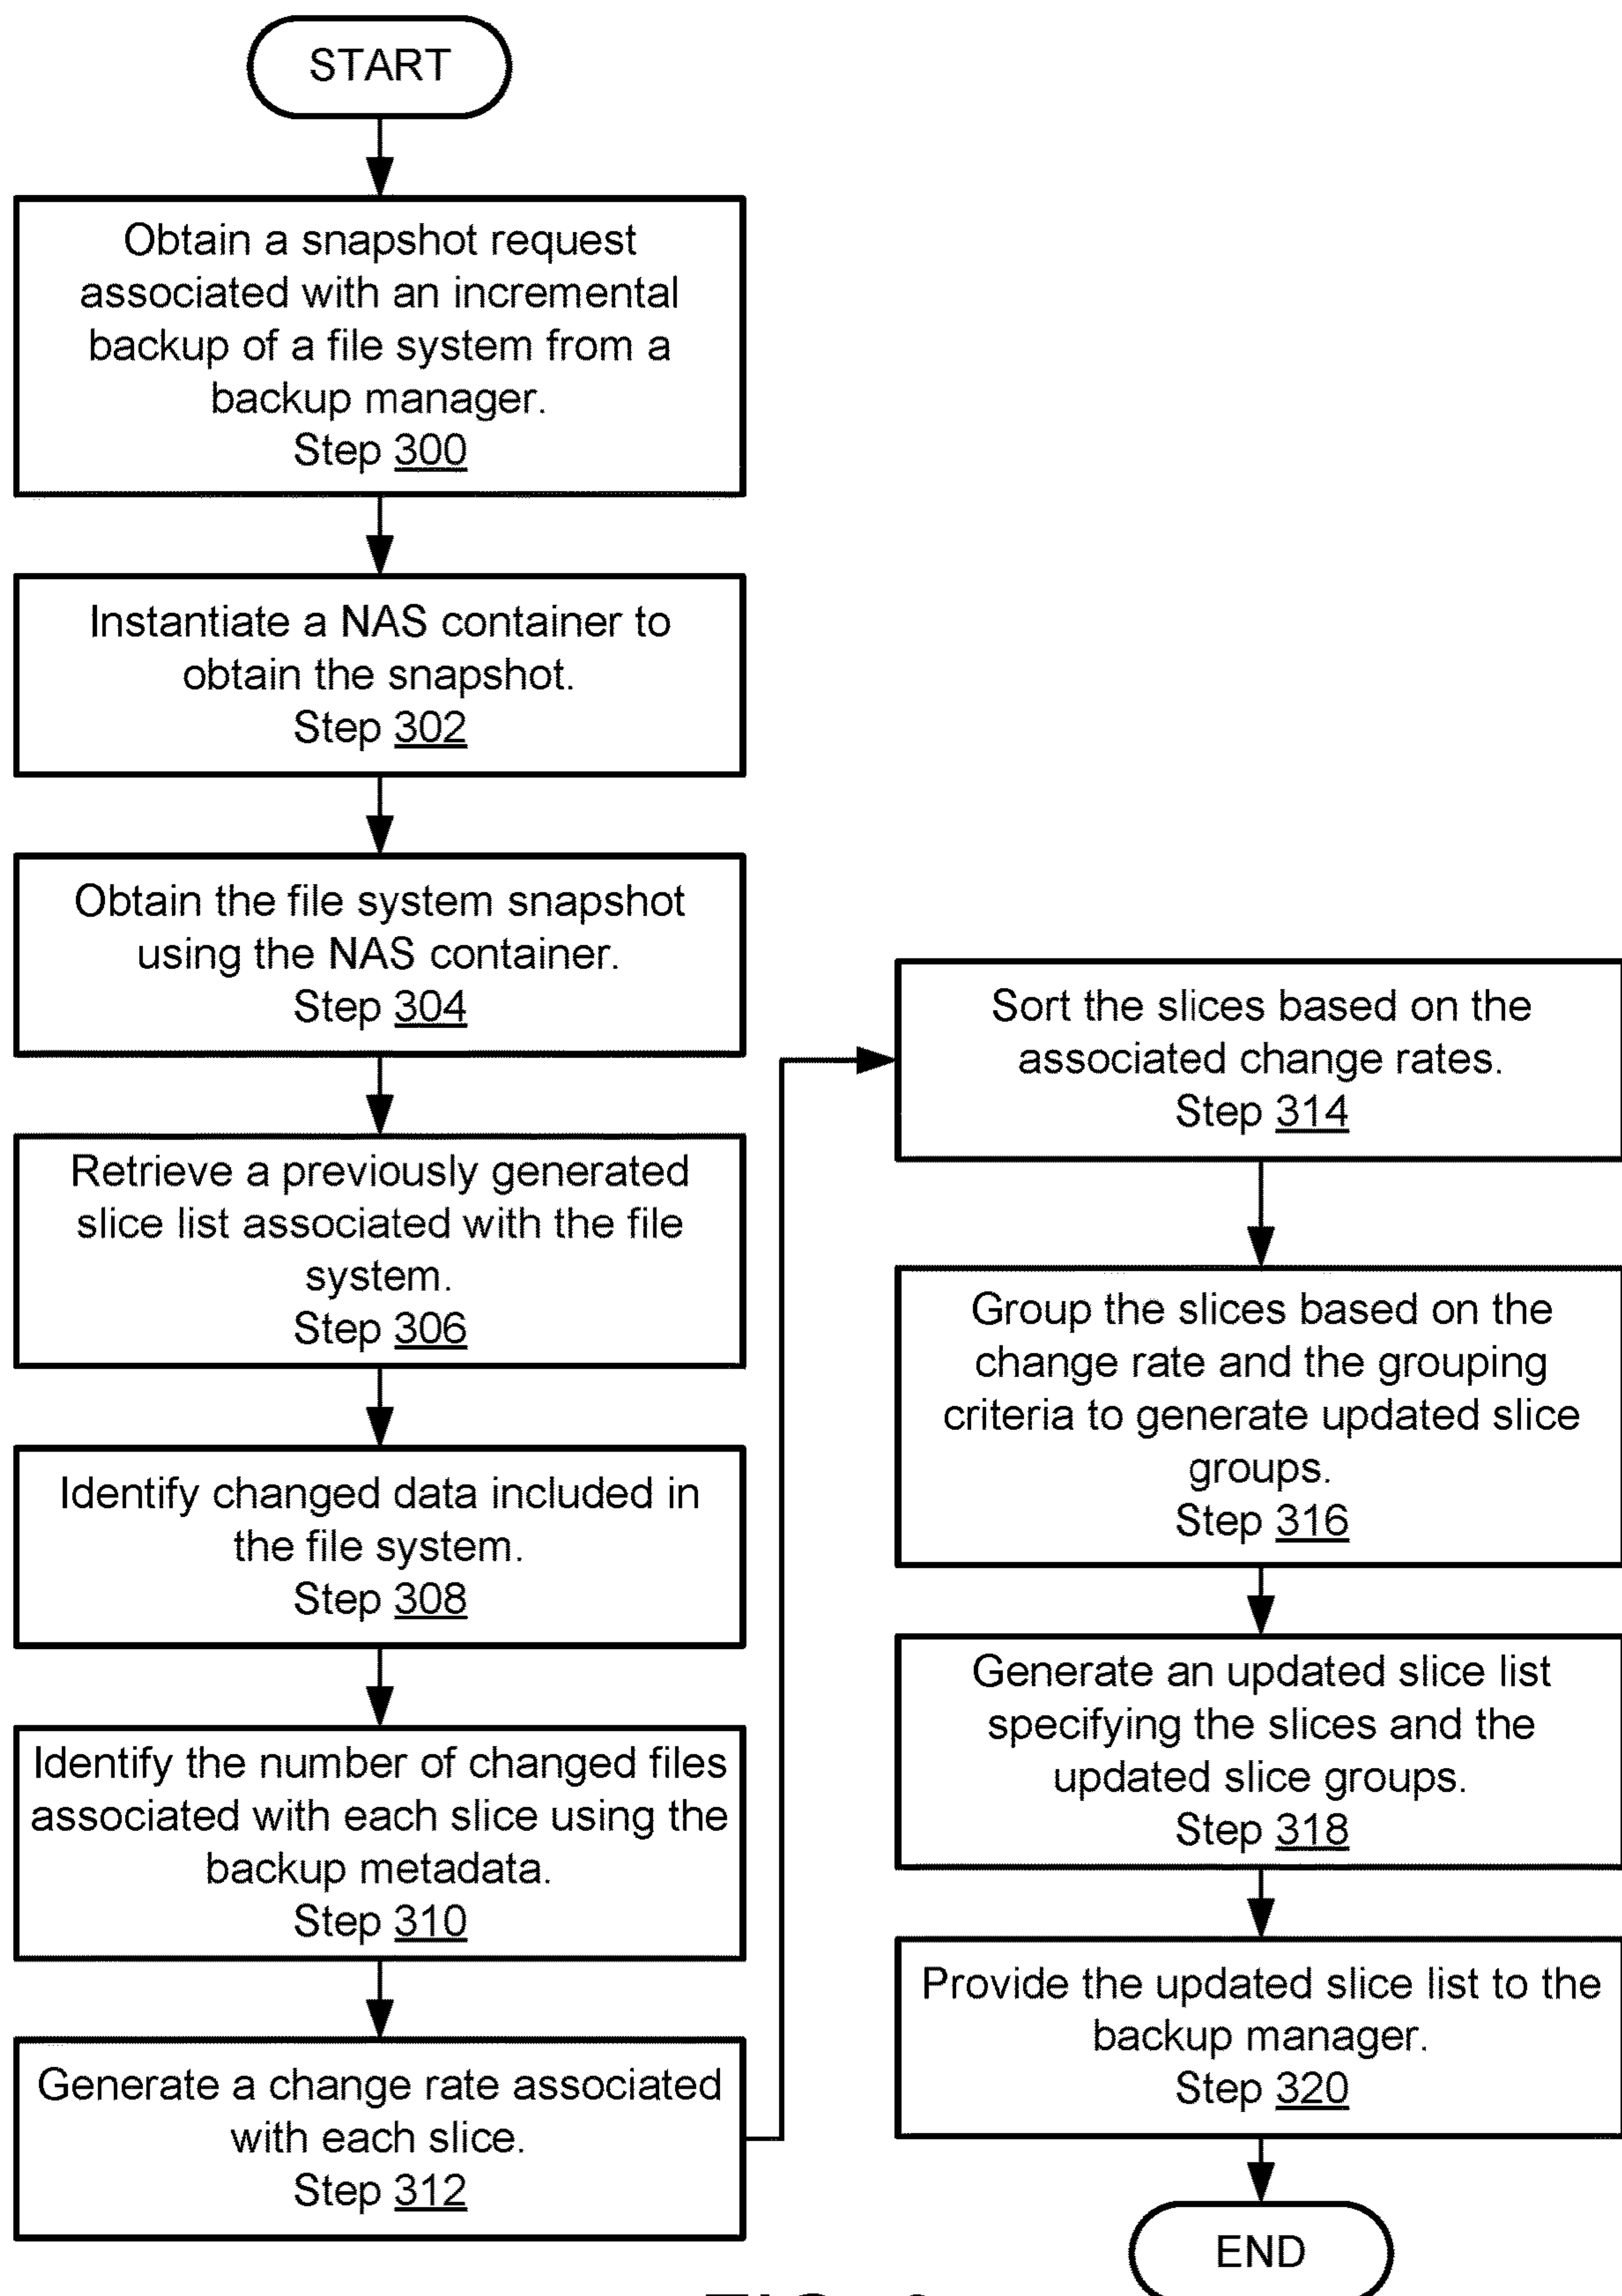 START
Obtain a snapshot request
associated with an incremental
backup of a file system from a
backup manager.
Step 300
Instantiate a NAS container to
obtain the snapshot.
Step 302
Obtain the file system snapshot
using the NAS container.
Step 304
Retrieve a previously generated
slice list associated with the file
system.
Step 306
Identify changed data included in
the file system.
Step 308
Identify the number of changed files
associated with each slice using the
backup metadata.
Step 310
Generate a change rate associated
with each slice.
Step 312
Sort the slices based on the
associated change rates.
Step 314
Group the slices based on the
change rate and the grouping
criteria to generate updated slice
groups.
Step 316
Generate an updated slice list
specifying the slices and the
updated slice groups.
Step 318
Provide the updated slice list to the
backup manager.
Step 320
END